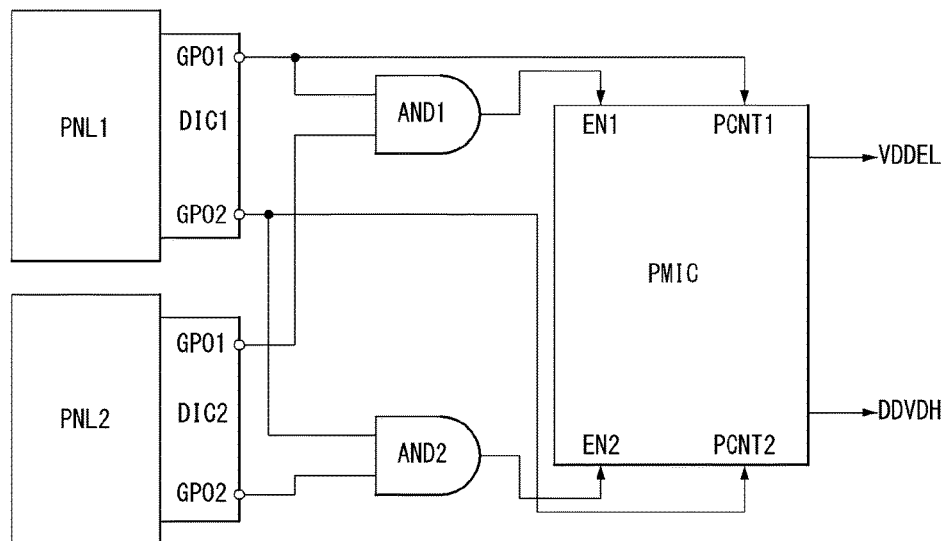 GPO1
PNL1
DIC1
GPO2
AND1
EN1
PCNT1
VDDEL
PMIC
GPO1
PNL2
DIC2
GPO2
AND2
EN2
PCNT2
DDVDH